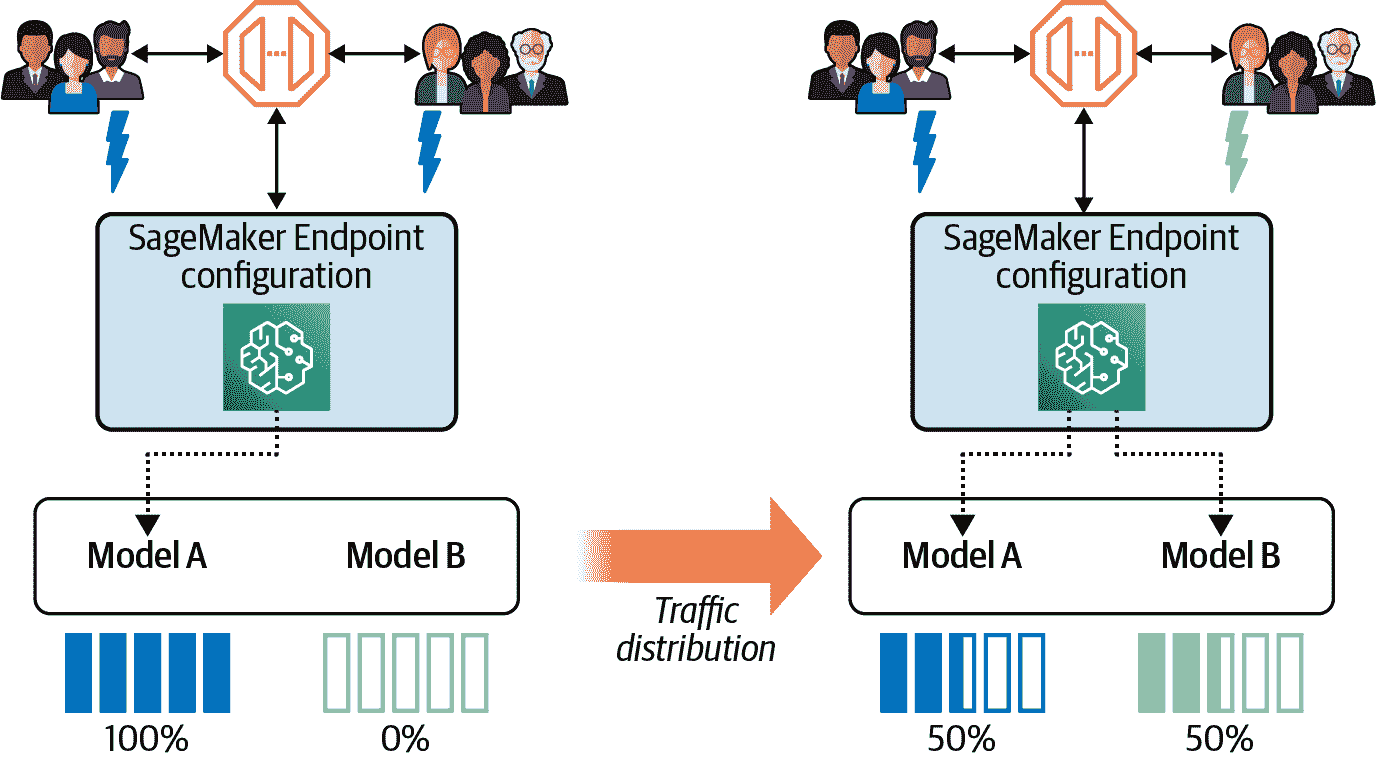 SageMaker Endpoint
configuration
Model A
Model B
100%
0%
Traffic
distribution
SageMaker Endpoint
configuration
Model A
Model B
50%
50%